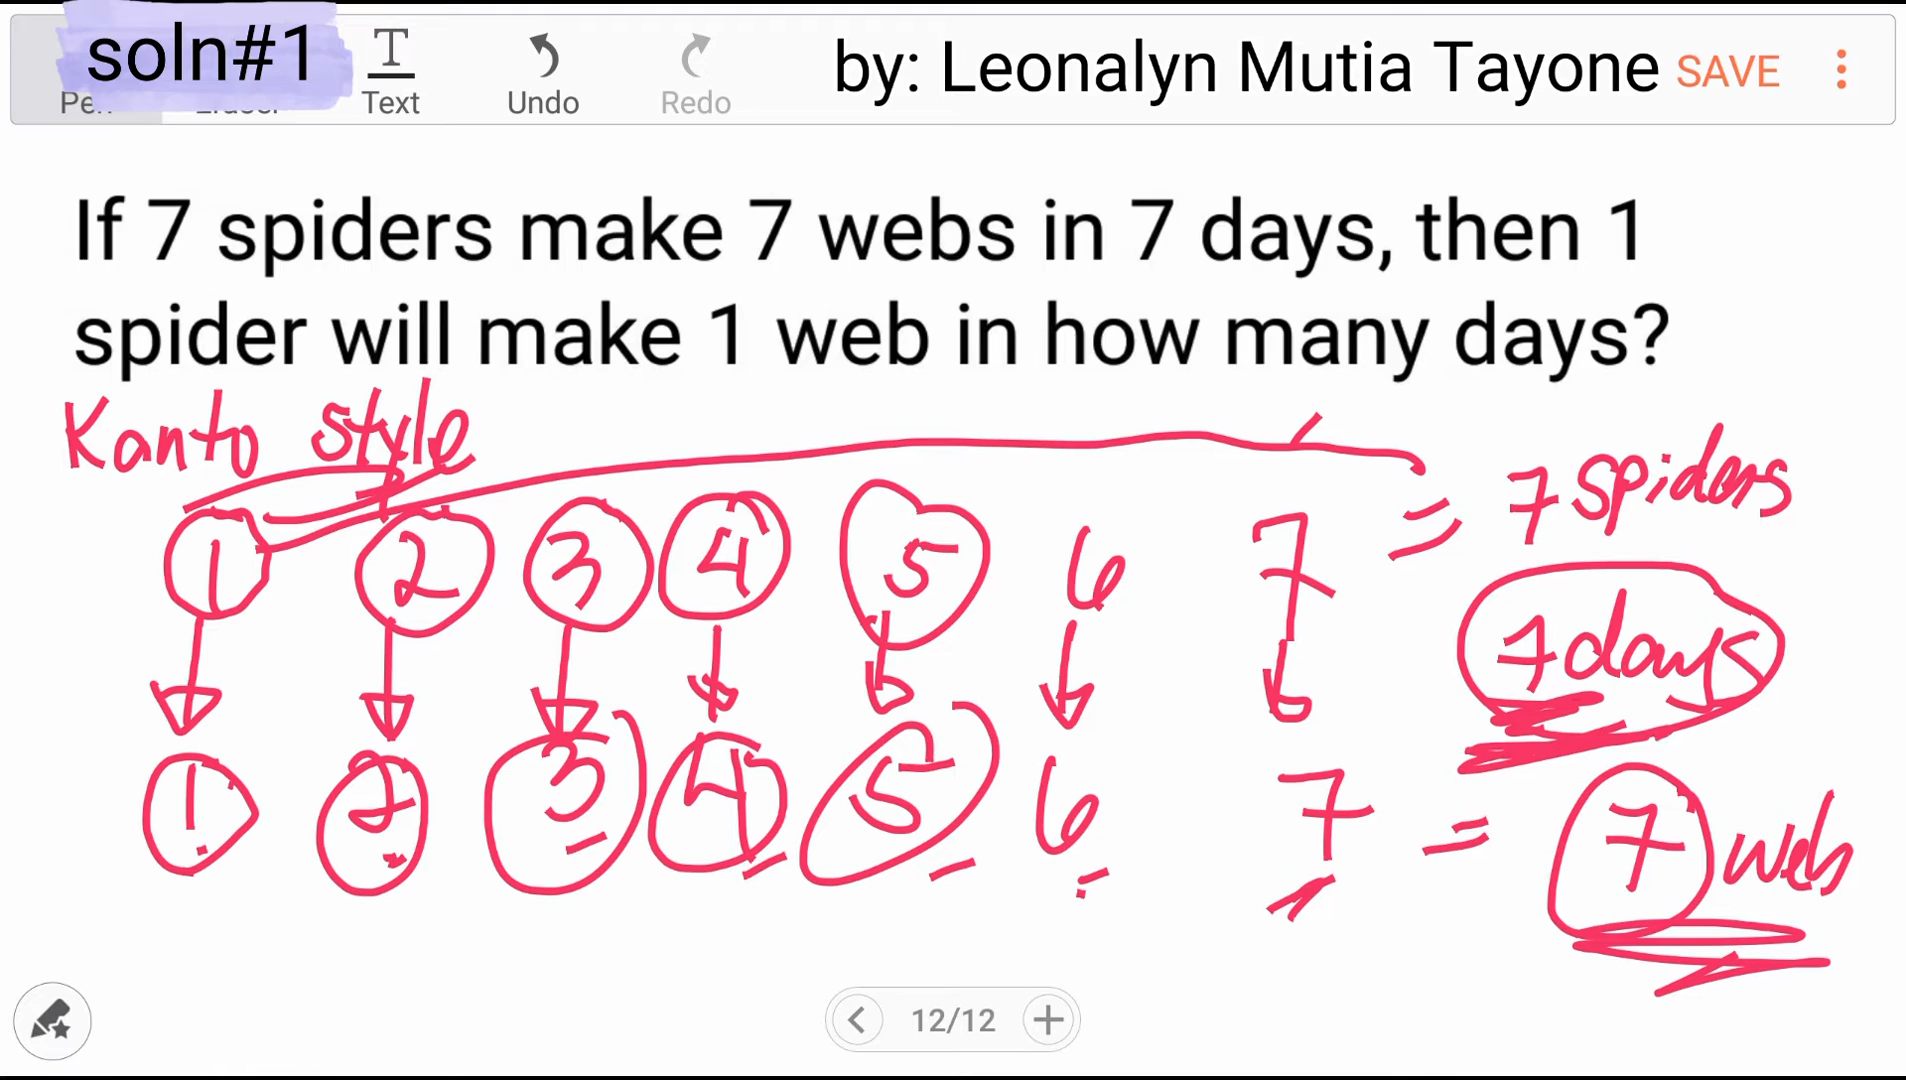 soln#1
Text
Undo
Redo
by: Leonalyn Mutia Tayone
SAVE
If 7 spiders make 7 webs in 7 days, then 1
spider will make 1 web in how many days?
Kanto style
1 2 3 4 5 6 7 = 7 spiders
7 days
1 2 3 4 5 6 7 = 7 web
12/12